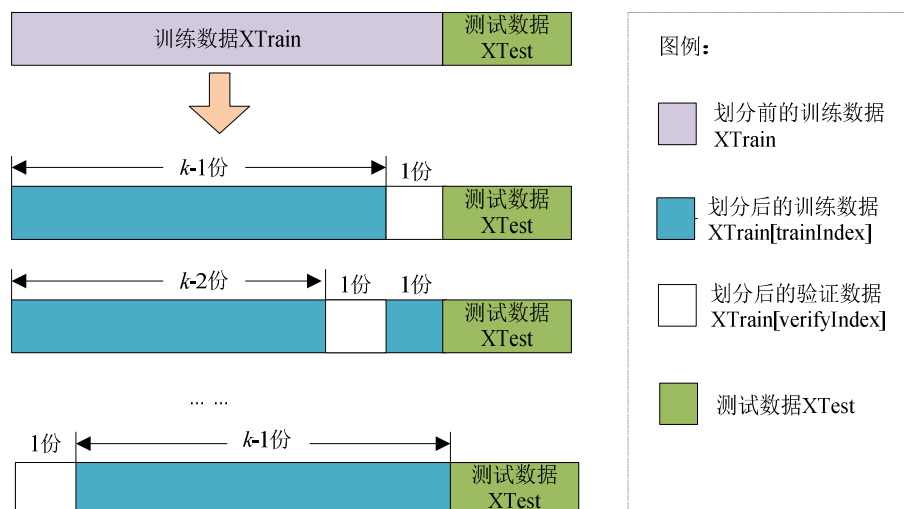 训练数据XTrain
测试数据
XTest
k-1份
1份
测试数据
XTest
k-2份
1份
1份
测试数据
XTest
... ...
1份
k-1份
测试数据
XTest
图例：
划分前的训练数据
XTrain
划分后的训练数据
XTrain[trainIndex]
划分后的验证数据
XTrain[verifyIndex]
测试数据XTest